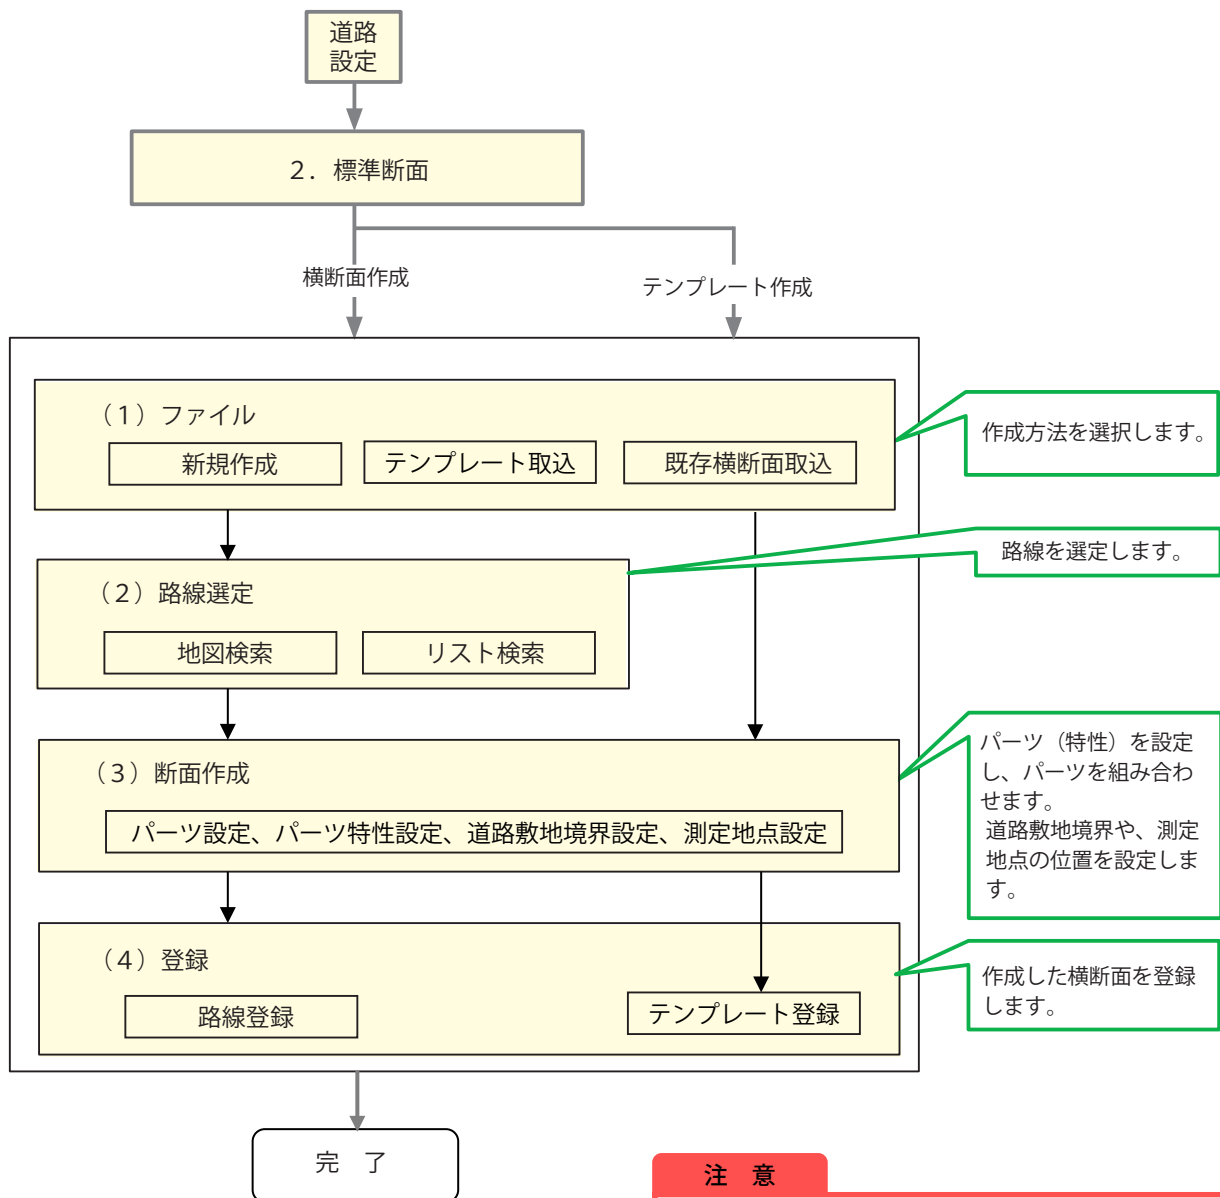 道路
設定
２．標準断面
横断面作成
テンプレート作成
（１）ファイル
新規作成
テンプレート取込
既存横断面取込
作成方法を選択します。
路線を選定します。
（２）路線選定
地図検索
リスト検索
（３）断面作成
パーツ設定、パーツ特性設定、道路敷地境界設定、測定地点設定
パーツ（特性）を設定
し、パーツを組み合わ
せます。
道路敷地境界や、測定
地点の位置を設定しま
す。
（４）登録
路線登録
テンプレート登録
作成した横断面を登録
します。
完　了
注　意